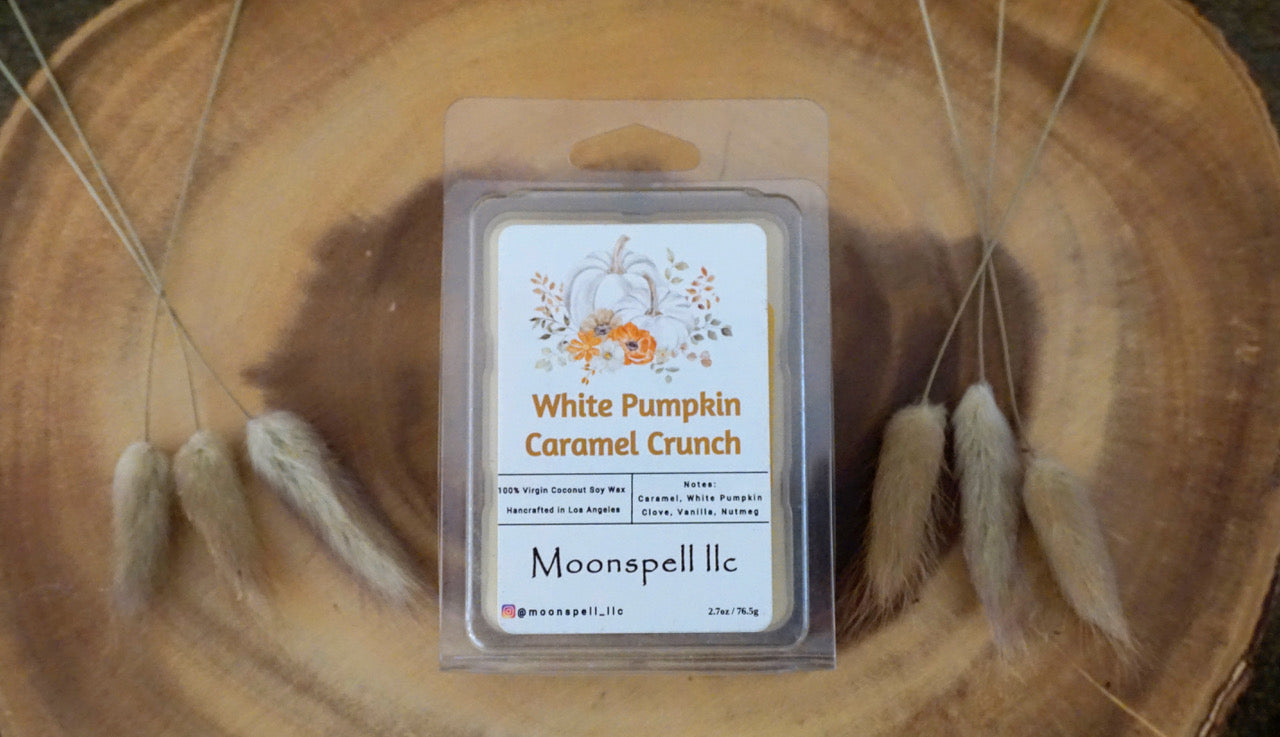 White Pumpkin
Caramel Crunch
100% Virgin Coconut Soy Wax
Hancrafted in Los Angeles
Notes:
Caramel, White Pumpkin
Clove, Vanilla, Nutmeg
Moonspell llc
@moonspell_llc
2.7oz / 76.5g